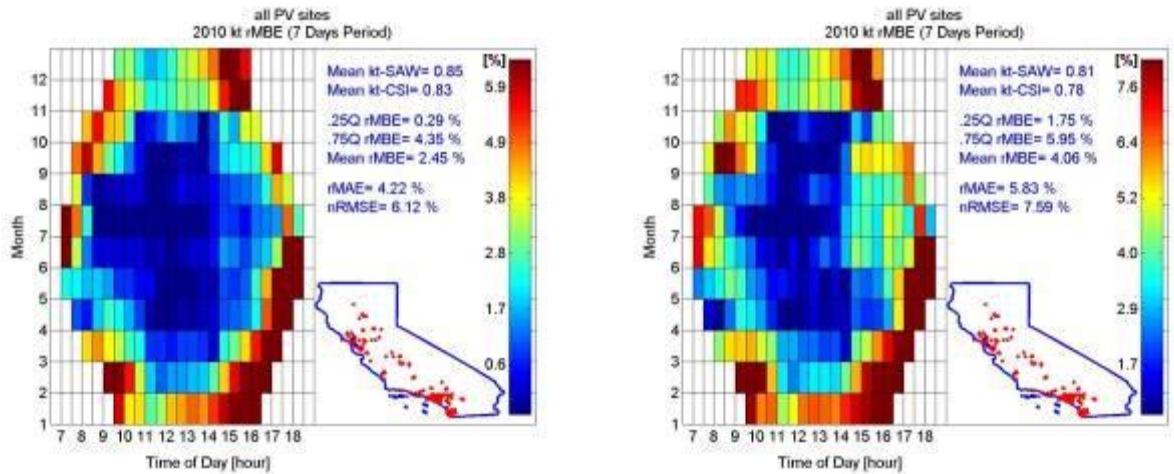 all PV sites
2010 kt rMBE (7 Days Period)
[%]
Mean kt-SAW= 0.85
Mean kt-CSI= 0.83
.25Q rMBE= 0.29 %
.75Q rMBE= 4.35 %
Mean rMBE= 2.45 %
rMAE= 4.22 %
nRMSE= 6.12 %
5.9
4.9
3.8
2.8
1.7
0.6
Month
12
11
10
9
8
7
6
5
4
3
2
1
7 8 9 10 11 12 13 14 15 16 17 18
Time of Day [hour]
all PV sites
2010 kt rMBE (7 Days Period)
[%]
Mean kt-SAW= 0.81
Mean kt-CSI= 0.78
.25Q rMBE= 1.75 %
.75Q rMBE= 5.95 %
Mean rMBE= 4.06 %
rMAE= 5.83 %
nRMSE= 7.59 %
7.6
6.4
5.2
4.0
2.9
1.7
Month
12
11
10
9
8
7
6
5
4
3
2
1
7 8 9 10 11 12 13 14 15 16 17 18
Time of Day [hour]